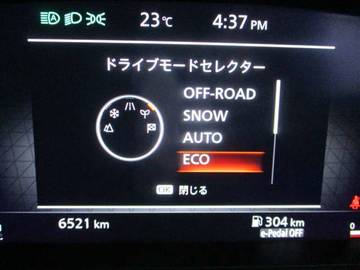 23℃ 4:37 PM
ドライブモードセレクター
OFF-ROAD
SNOW
AUTO
ECO
OK 閉じる
6521 km 304 km
e-Pedal OFF